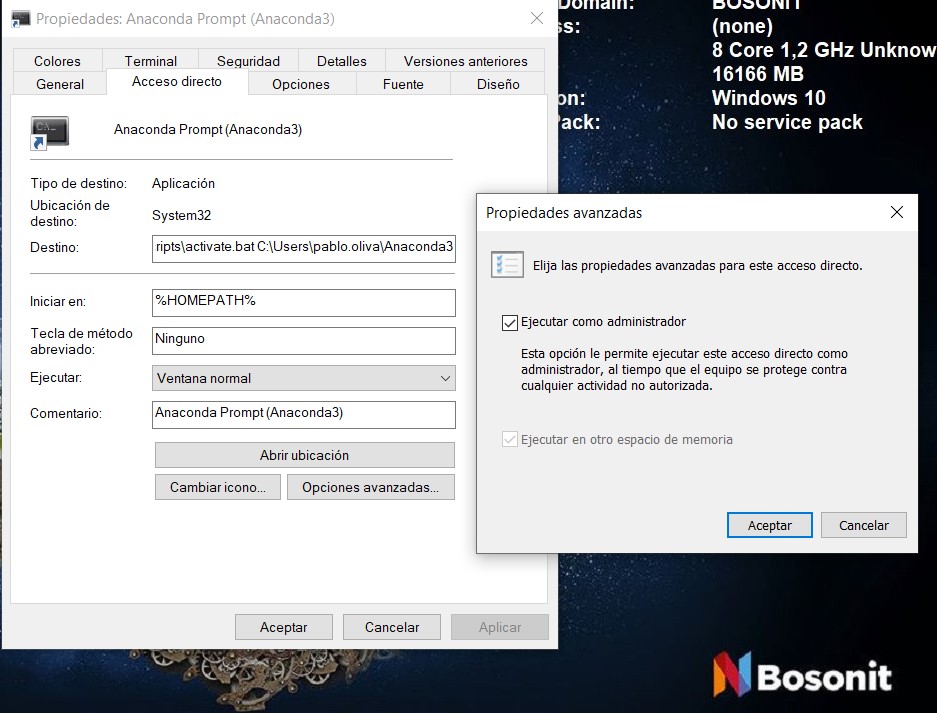 Propiedades: Anaconda Prompt (Anaconda3)
Colores
Terminal
Seguridad
Detalles
Versiones anteriores
General
Acceso directo
Opciones
Fuente
Diseño
Anaconda Prompt (Anaconda3)
Tipo de destino:
Aplicación
Ubicación de
destino:
System32
Destino:
ripts\activate.bat C:\Users\pablo.oliva\Anaconda3
Iniciar en:
%HOMEPATH%
Tecla de método
abreviado:
Ninguno
Ejecutar:
Ventana normal
Comentario:
Anaconda Prompt (Anaconda3)
Abrir ubicación
Cambiar icono...
Opciones avanzadas...
Aceptar
Cancelar
Aplicar
Domain:
BOSONIT
ss:
(none)
8 Core 1,2 GHz Unknow
16166 MB
on:
Windows 10
Pack:
No service pack
Propiedades avanzadas
Elija las propiedades avanzadas para este acceso directo.
Ejecutar como administrador
Esta opción le permite ejecutar este acceso directo como
administrador, al tiempo que el equipo se protege contra
cualquier actividad no autorizada.
Ejecutar en otro espacio de memoria
Aceptar
Cancelar
Bosonit